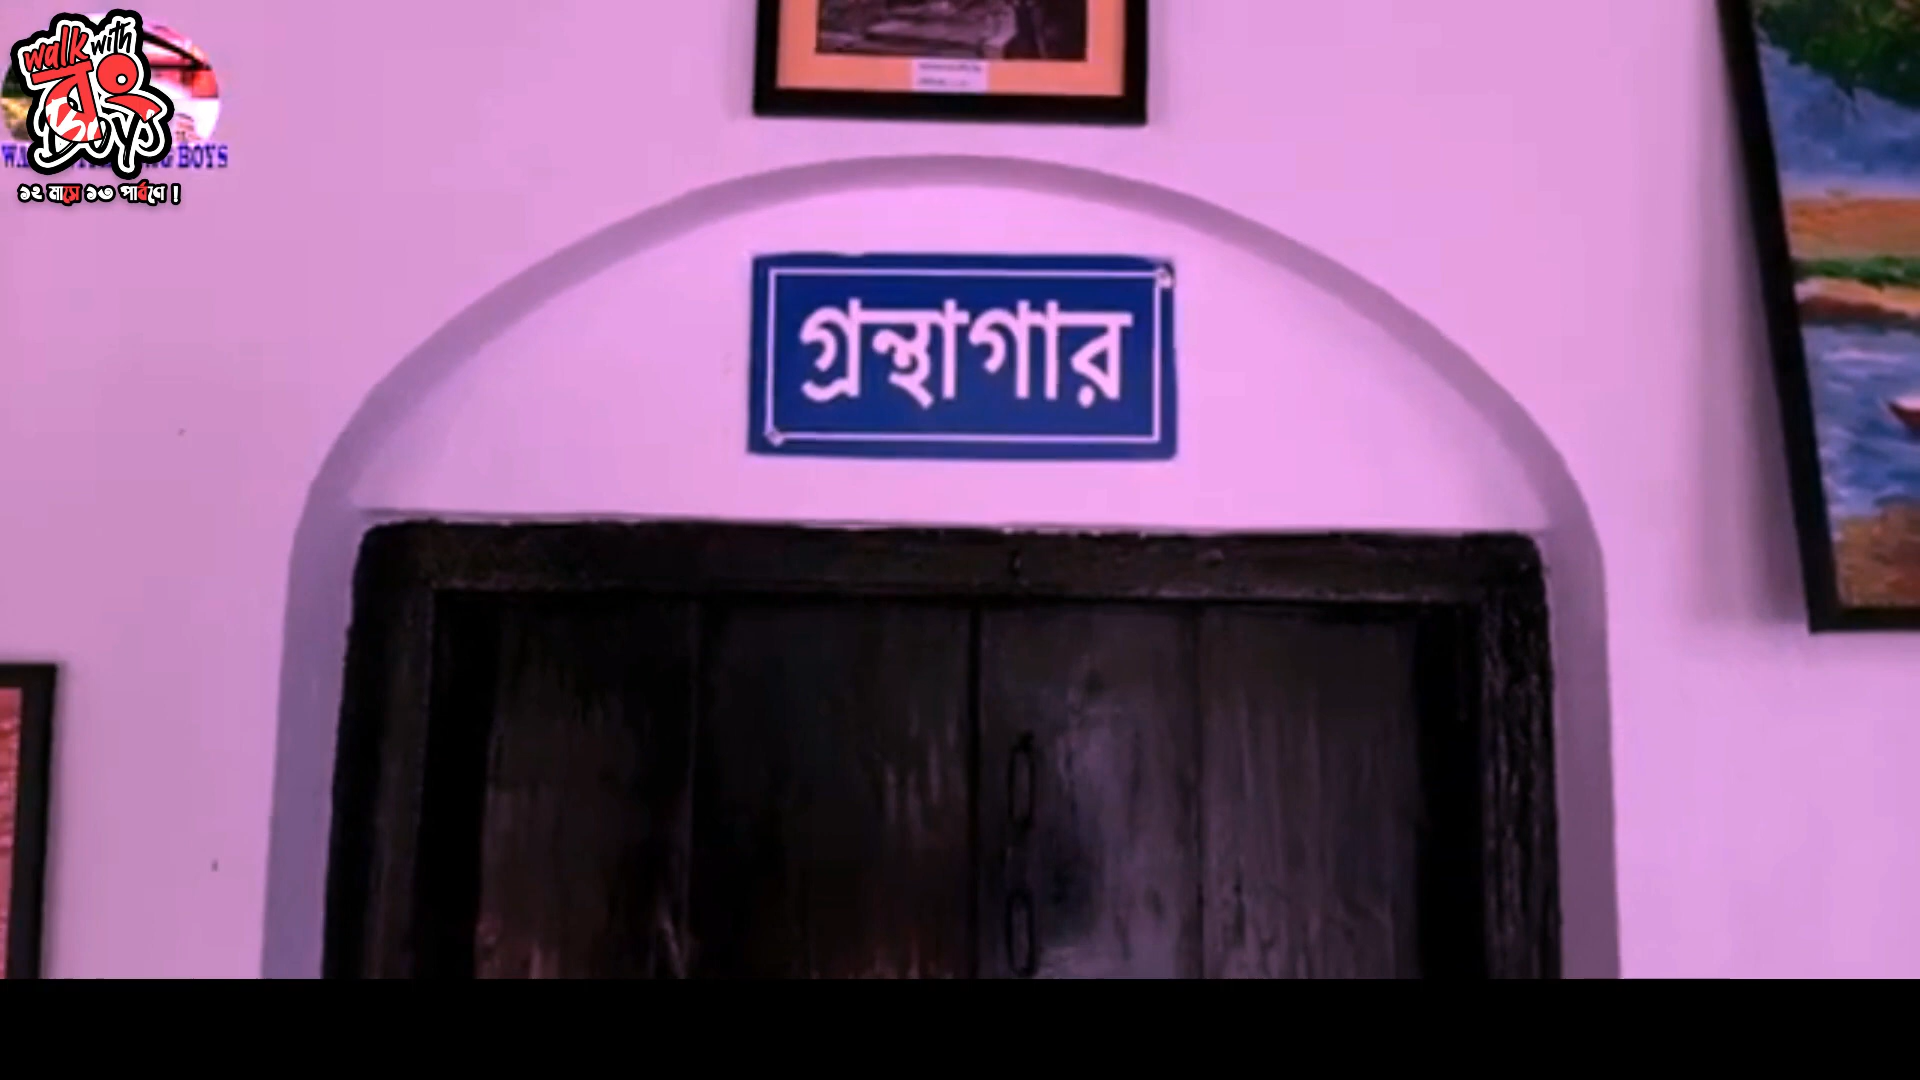 walk with
রং
Boys
১২ মাসে ১৩ পার্বণে !
গ্রন্থাগার